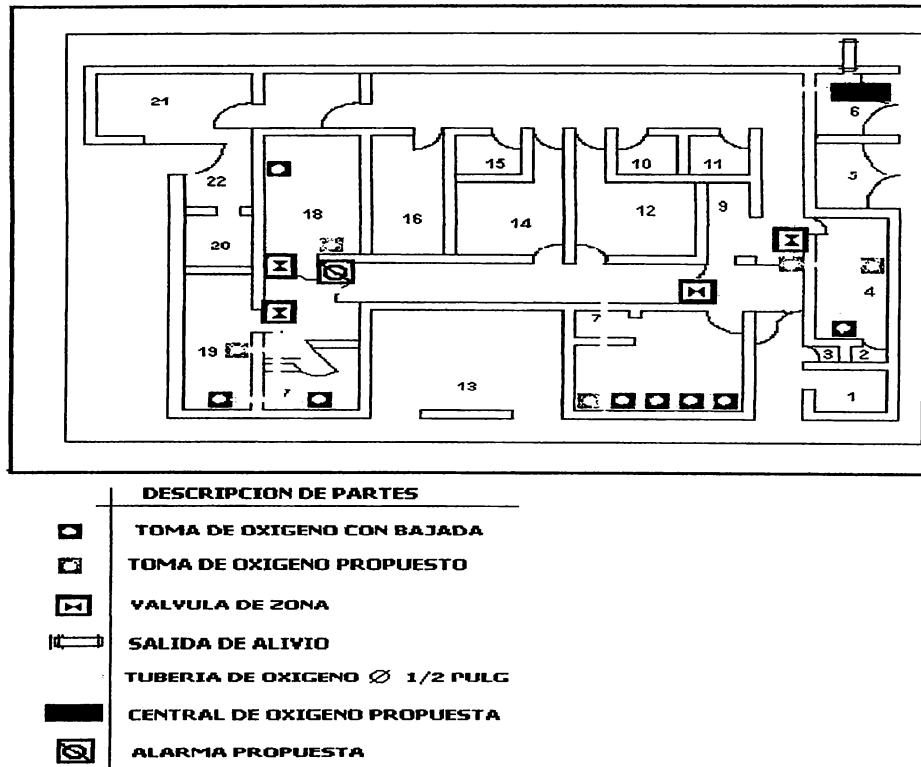 21
6
15
10
11
5
22
9
18
16
14
12
20
4
7
19
3
2
13
7
1
DESCRIPCION DE PARTES
TOMA DE OXIGENO CON BAJADA
TOMA DE OXIGENO PROPUESTO
VALVULA DE ZONA
SALIDA DE ALIVIO
TUBERIA DE OXIGENO Ø 1/2 PULG
CENTRAL DE OXIGENO PROPUESTA
ALARMA PROPUESTA